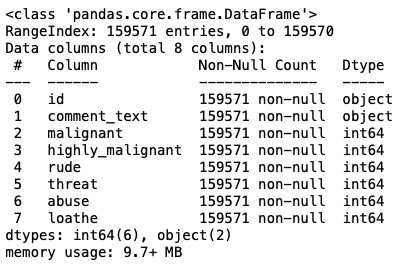 <class 'pandas.core.frame.DataFrame'>
RangeIndex: 159571 entries, 0 to 159570
Data columns (total 8 columns):
 #   Column            Non-Null Count   Dtype
---  ------            --------------   -----
 0   id                159571 non-null  object
 1   comment_text      159571 non-null  object
 2   malignant         159571 non-null  int64
 3   highly_malignant  159571 non-null  int64
 4   rude              159571 non-null  int64
 5   threat            159571 non-null  int64
 6   abuse             159571 non-null  int64
 7   loathe            159571 non-null  int64
dtypes: int64(6), object(2)
memory usage: 9.7+ MB